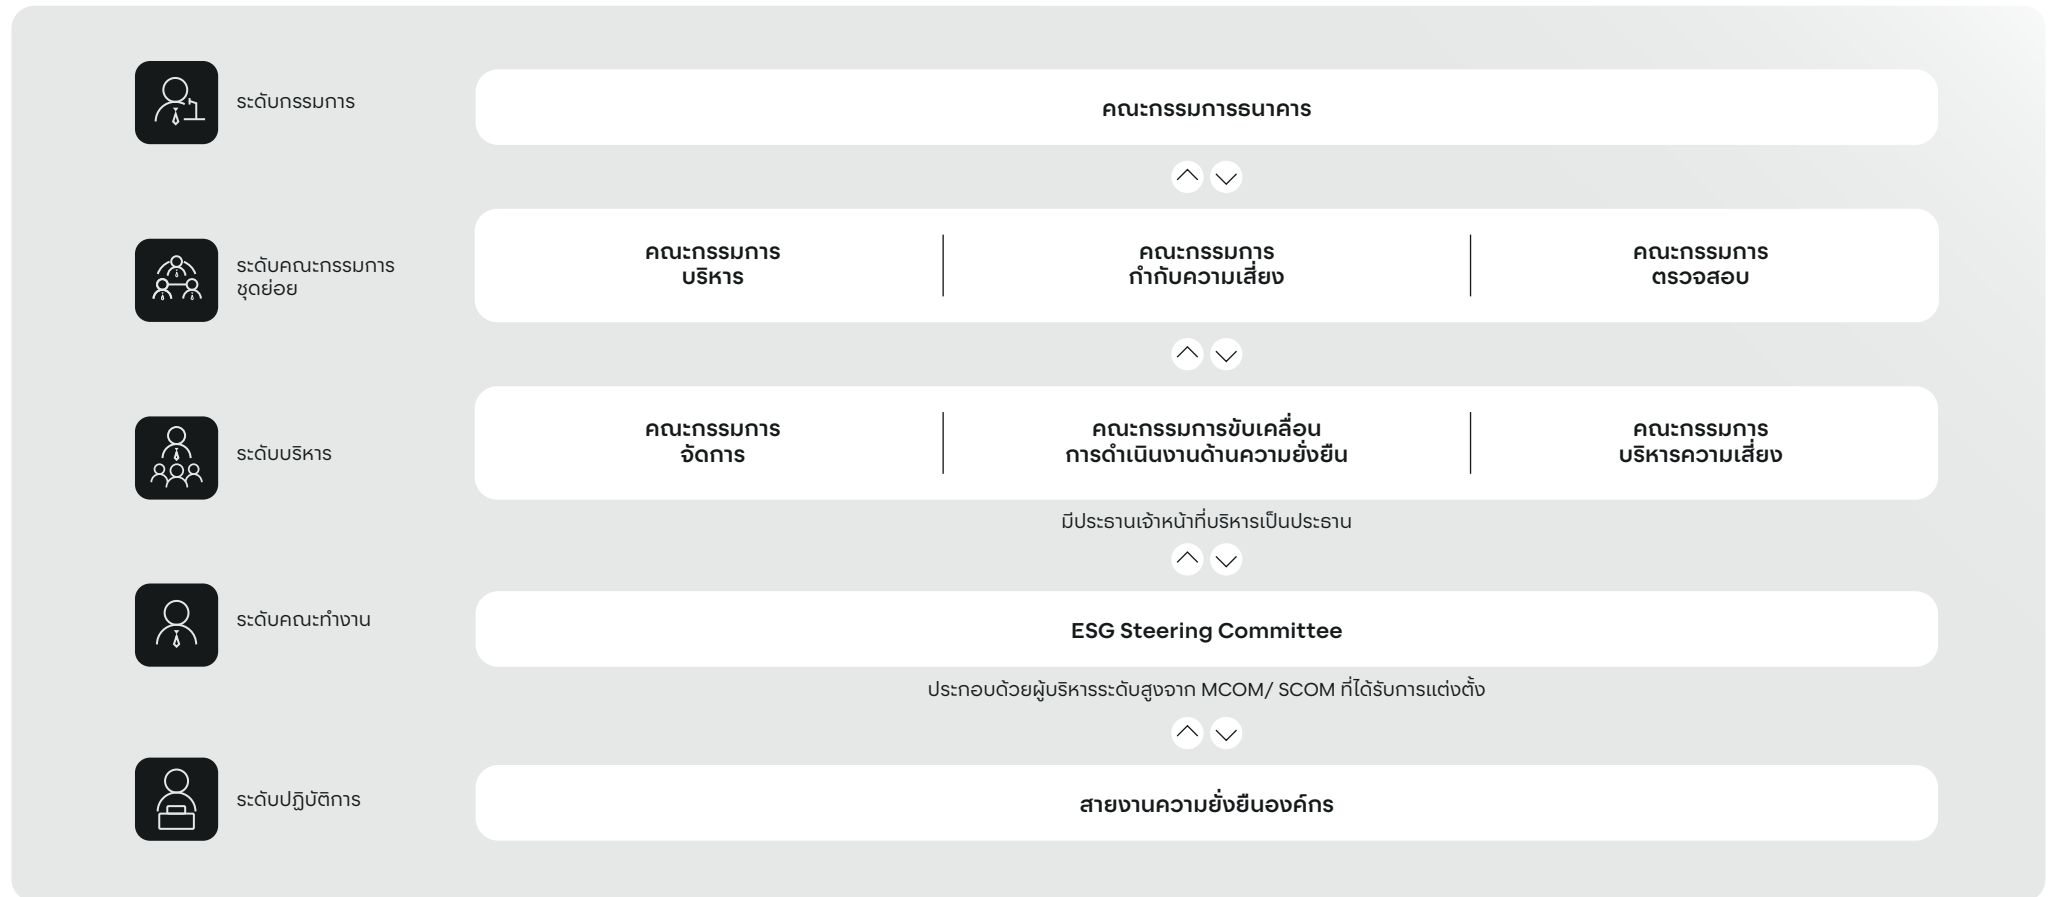 ระดับกรรมการ
คณะกรรมการธนาคาร
ระดับคณะกรรมการ
ชุดย่อย
คณะกรรมการ
บริหาร
คณะกรรมการ
กำกับความเสี่ยง
คณะกรรมการ
ตรวจสอบ
ระดับบริหาร
คณะกรรมการ
จัดการ
คณะกรรมการขับเคลื่อน
การดำเนินงานด้านความยั่งยืน
คณะกรรมการ
บริหารความเสี่ยง
มีประธานเจ้าหน้าที่บริหารเป็นประธาน
ระดับคณะทำงาน
ESG Steering Committee
ประกอบด้วยผู้บริหารระดับสูงจาก MCOM/ SCOM ที่ได้รับการแต่งตั้ง
ระดับปฏิบัติการ
สายงานความยั่งยืนองค์กร